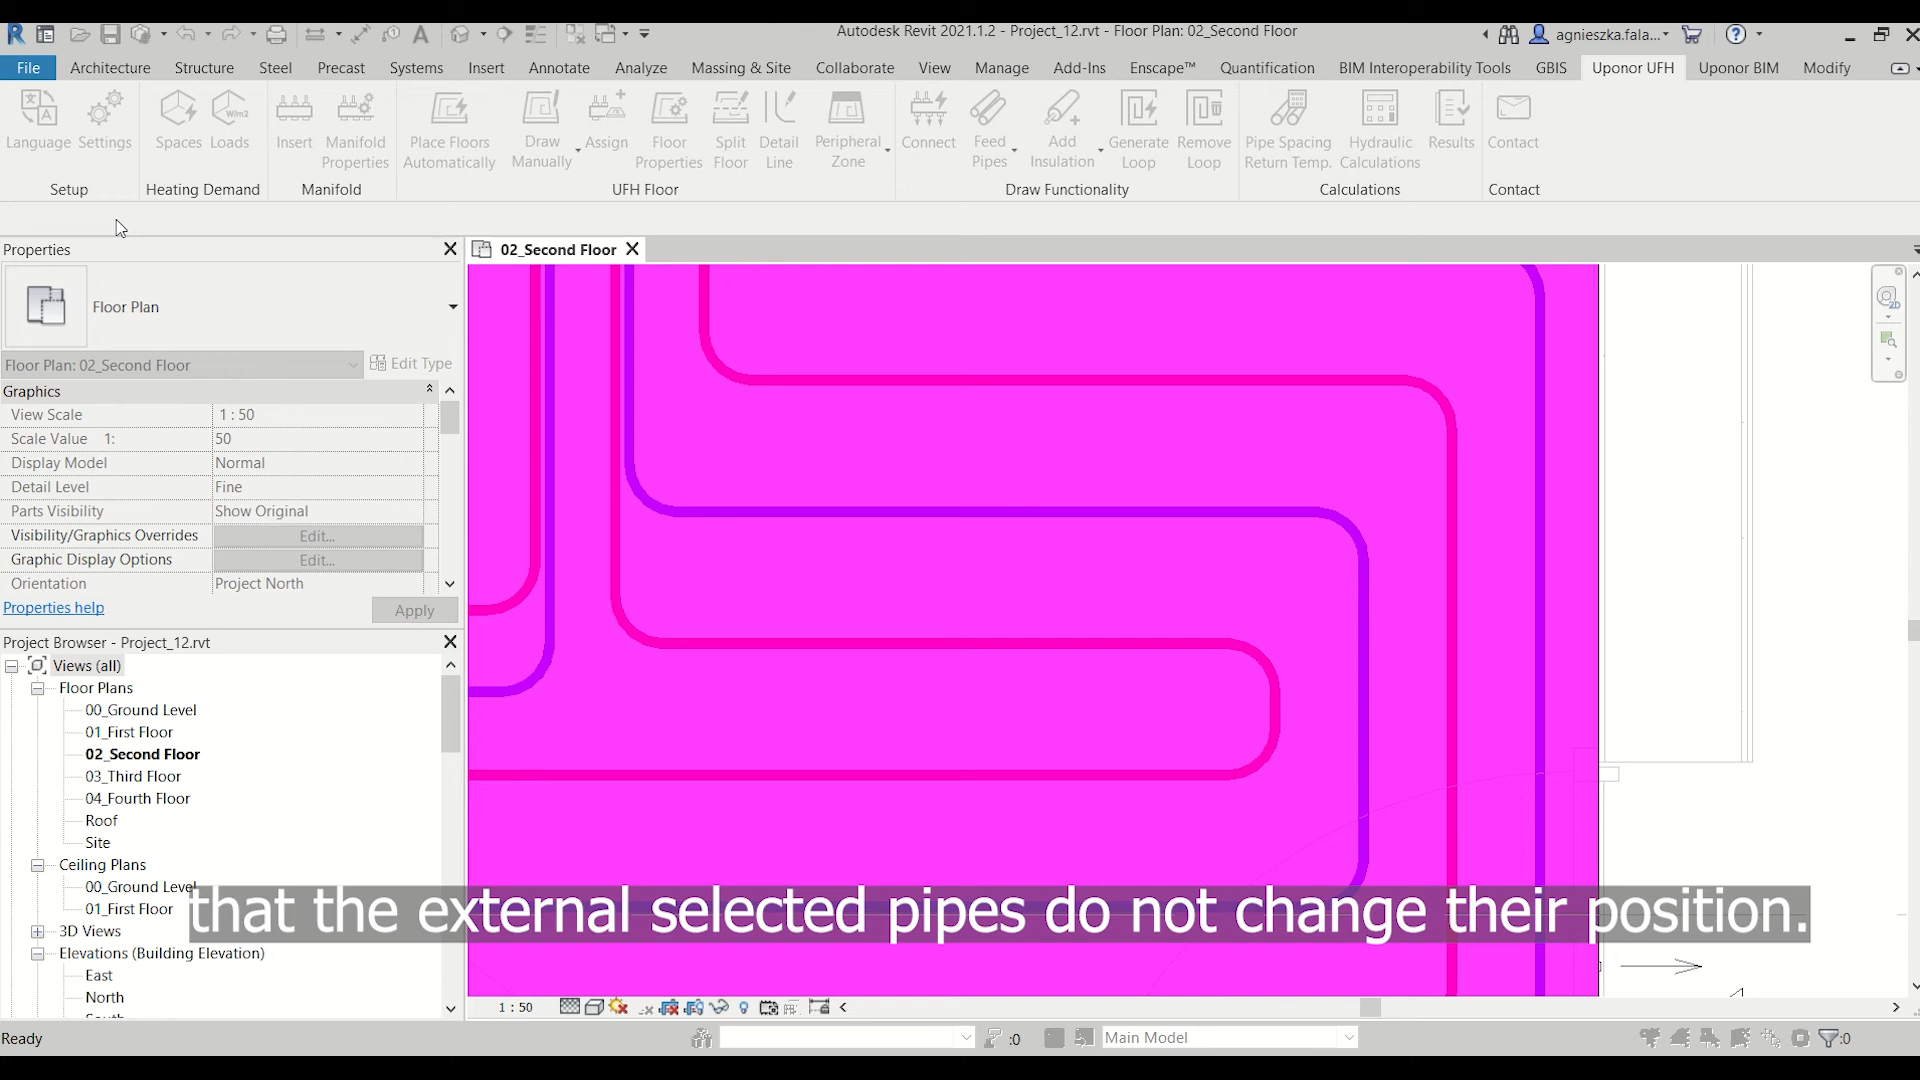 Autodesk Revit 2021.1.2 - Project_12.rvt - Floor Plan: 02_Second Floor
agnieszka.fala...
File Architecture Structure Steel Precast Systems Insert Annotate Analyze Massing & Site Collaborate View Manage Add-Ins Enscape™ Quantification BIM Interoperability Tools GBIS Uponor UFH Uponor BIM Modify
Language Settings Spaces Loads Insert Manifold Properties Place Floors Automatically Draw Manually Assign Floor Properties Split Floor Detail Line Peripheral Zone Connect Feed Pipes Add Insulation Generate Loop Remove Loop Pipe Spacing Return Temp. Hydraulic Calculations Results Contact
Setup Heating Demand Manifold UFH Floor Draw Functionality Calculations Contact
Properties
02_Second Floor
Floor Plan
Floor Plan: 02_Second Floor Edit Type
Graphics
View Scale 1 : 50
Scale Value 1: 50
Display Model Normal
Detail Level Fine
Parts Visibility Show Original
Visibility/Graphics Overrides Edit...
Graphic Display Options Edit...
Orientation Project North
Properties help Apply
Project Browser - Project_12.rvt
Views (all)
Floor Plans
00_Ground Level
01_First Floor
02_Second Floor
03_Third Floor
04_Fourth Floor
Roof
Site
Ceiling Plans
00_Ground Level
01_First Floor
that the external selected pipes do not change their position.
3D Views
Elevations (Building Elevation)
East
North
1 : 50
Ready
:0
Main Model
:0